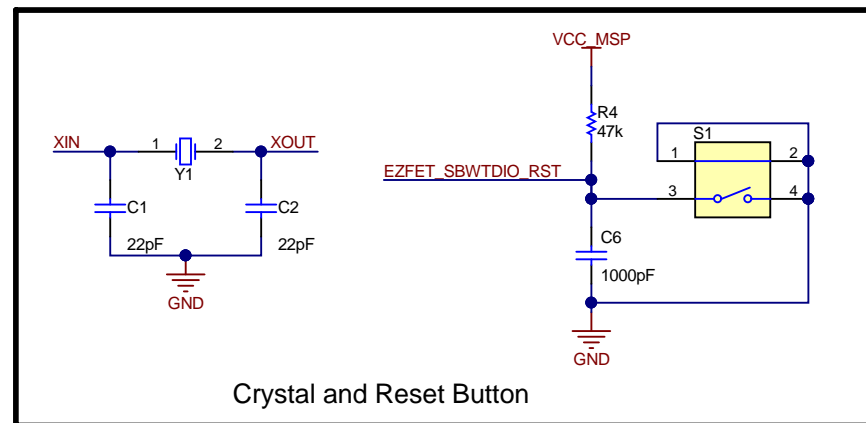 VCC_MSP
R4
47k
S1
XIN
1
2
XOUT
Y1
1
2
EZFET_SBWTDIO_RST
3
4
C1
C2
22pF
22pF
C6
1000pF
GND
GND
Crystal and Reset Button